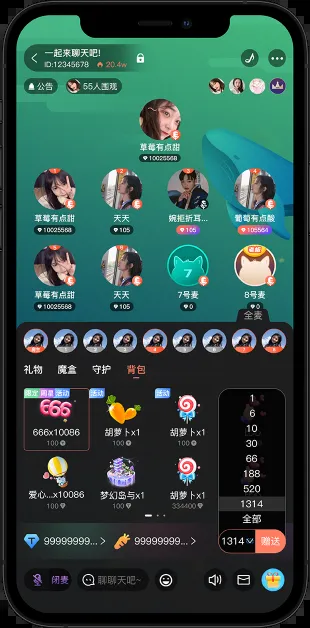 一起来聊天吧!
ID:12345678 20.4w
公告 55人围观
草莓有点甜
10025568
草莓有点甜 天天 婉拒折耳... 葡萄有点酸
10025568 105 105 105564
草莓有点甜 天天 7号麦 8号麦
10025568 105 0 0
全麦
礼物 魔盒 守护 背包
限定 周星 活动 活动 活动
666
666x10086 胡萝卜x1 胡萝卜x1
100 100 100
爱心...x10086 梦幻岛与x1 胡萝卜x1
100 100 334400
1
6
10
30
66
188
520
1314
全部
99999999... > 99999999... >
1314 赠送
闭麦 聊聊天吧~